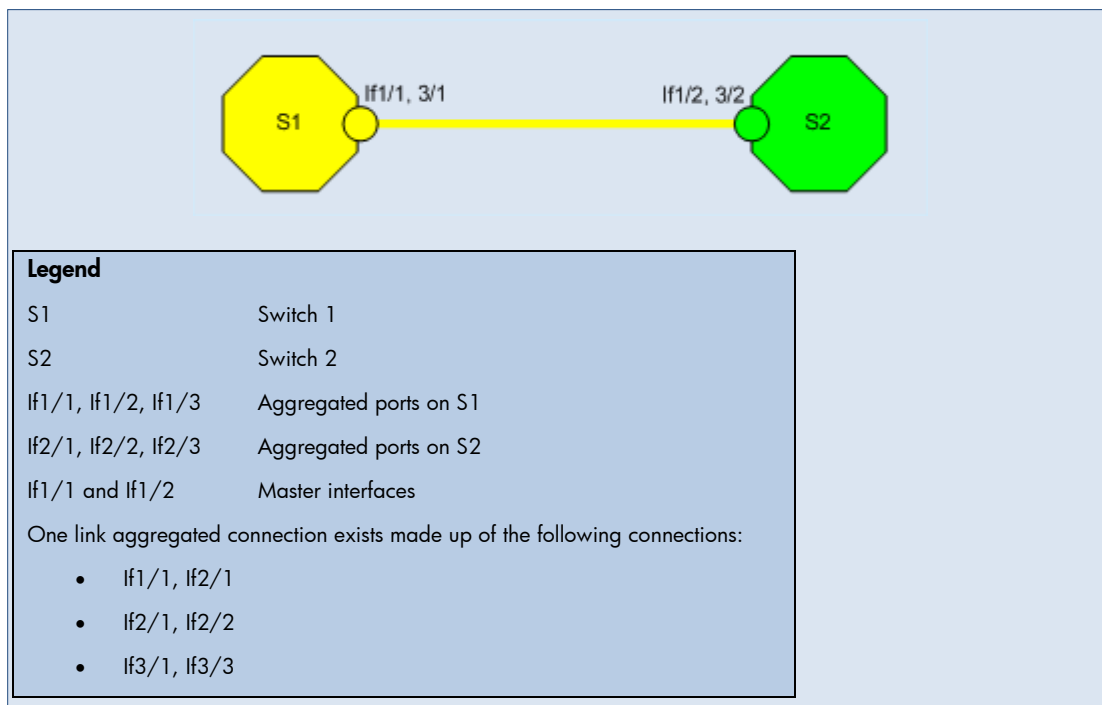 If1/1, 3/1 If1/2, 3/2
S1 S2
Legend
S1 Switch 1
S2 Switch 2
If1/1, If1/2, If1/3 Aggregated ports on S1
If2/1, If2/2, If2/3 Aggregated ports on S2
If1/1 and If1/2 Master interfaces
One link aggregated connection exists made up of the following connections:
• If1/1, If2/1
• If2/1, If2/2
• If3/1, If3/3